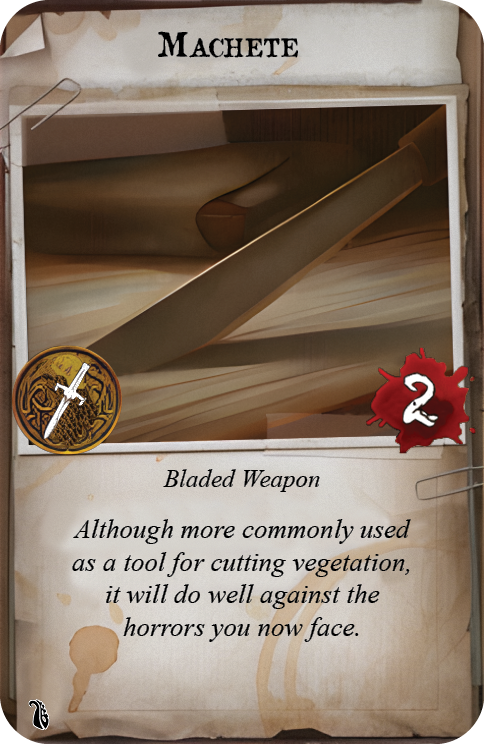 Machete
2
Bladed Weapon
Although more commonly used
as a tool for cutting vegetation,
it will do well against the
horrors you now face.